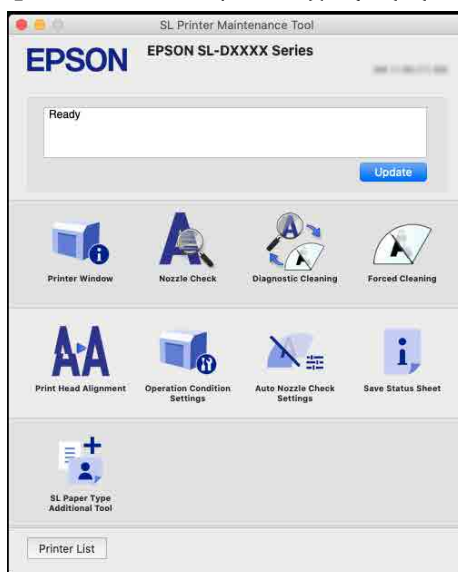 SL Printer Maintenance Tool
EPSON
EPSON SL-DXXXX Series
Ready
Update
Printer Window
Nozzle Check
Diagnostic Cleaning
Forced Cleaning
Print Head Alignment
Operation Condition
Settings
Auto Nozzle Check
Settings
Save Status Sheet
SL Paper Type
Additional Tool
Printer List